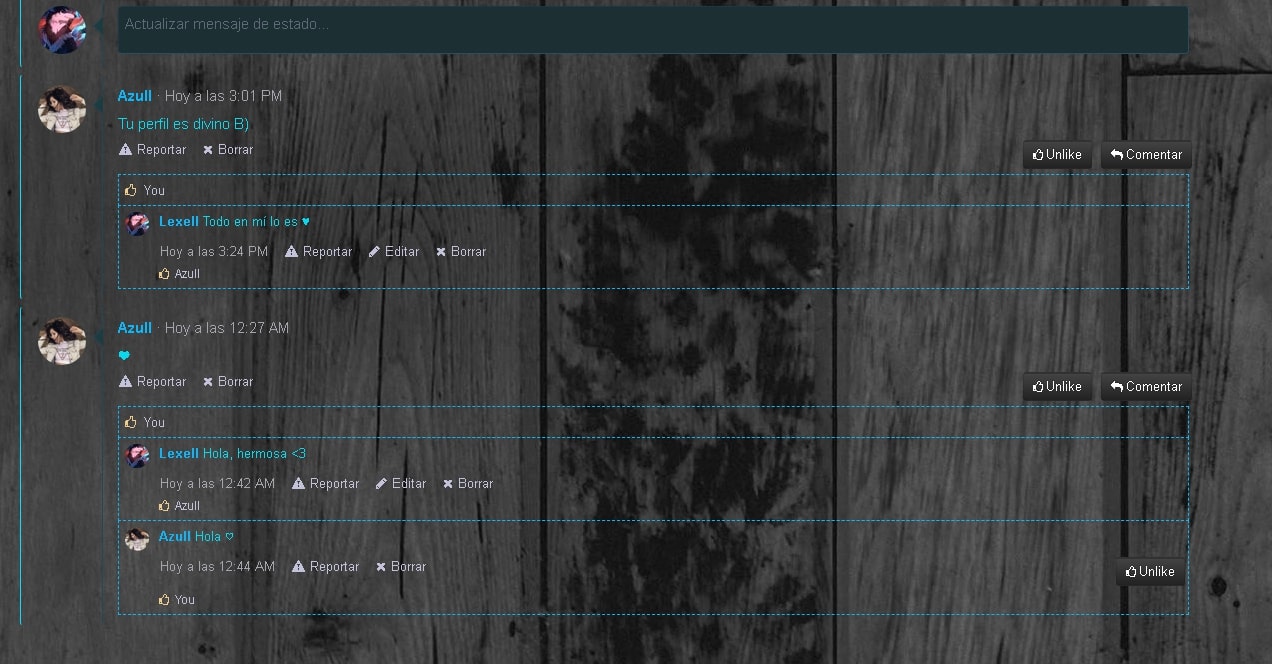 Actualizar mensaje de estado...
Azull · Hoy a las 3:01 PM
Tu perfil es divino B)
Reportar Borrar
Unlike Comentar
You
Lexell Todo en mí lo es ♥
Hoy a las 3:24 PM Reportar Editar Borrar
Azull
Azull · Hoy a las 12:27 AM
♥
Reportar Borrar
Unlike Comentar
You
Lexell Hola, hermosa <3
Hoy a las 12:42 AM Reportar Editar Borrar
Azull
Azull Hola ♡
Hoy a las 12:44 AM Reportar Borrar
Unlike
You